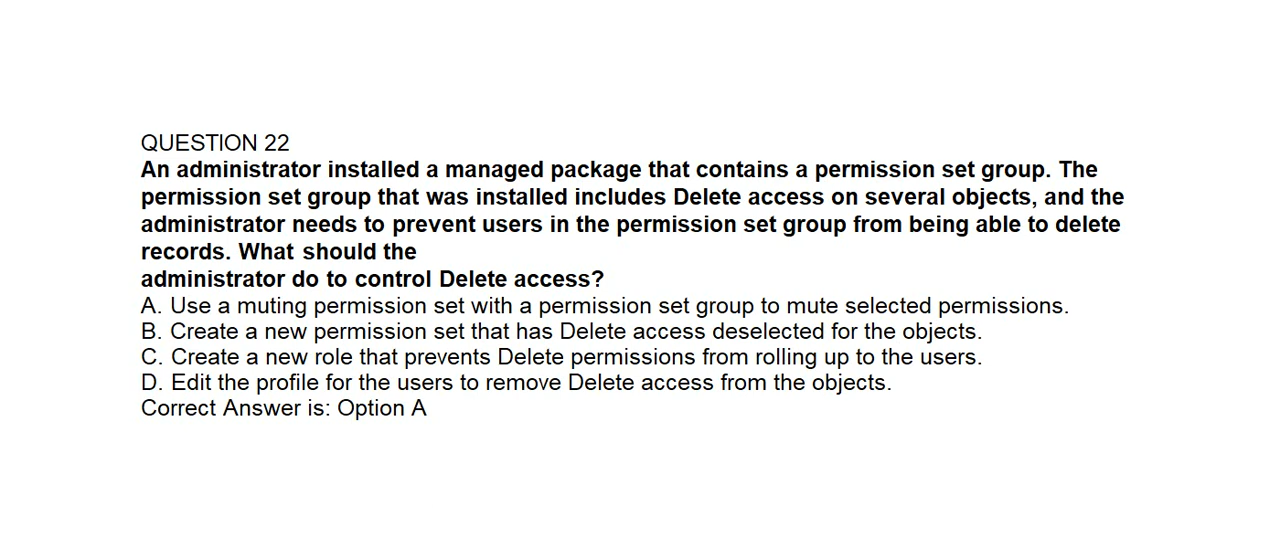 QUESTION 22
An administrator installed a managed package that contains a permission set group. The
permission set group that was installed includes Delete access on several objects, and the
administrator needs to prevent users in the permission set group from being able to delete
records. What should the
administrator do to control Delete access?
A. Use a muting permission set with a permission set group to mute selected permissions.
B. Create a new permission set that has Delete access deselected for the objects.
C. Create a new role that prevents Delete permissions from rolling up to the users.
D. Edit the profile for the users to remove Delete access from the objects.
Correct Answer is: Option A